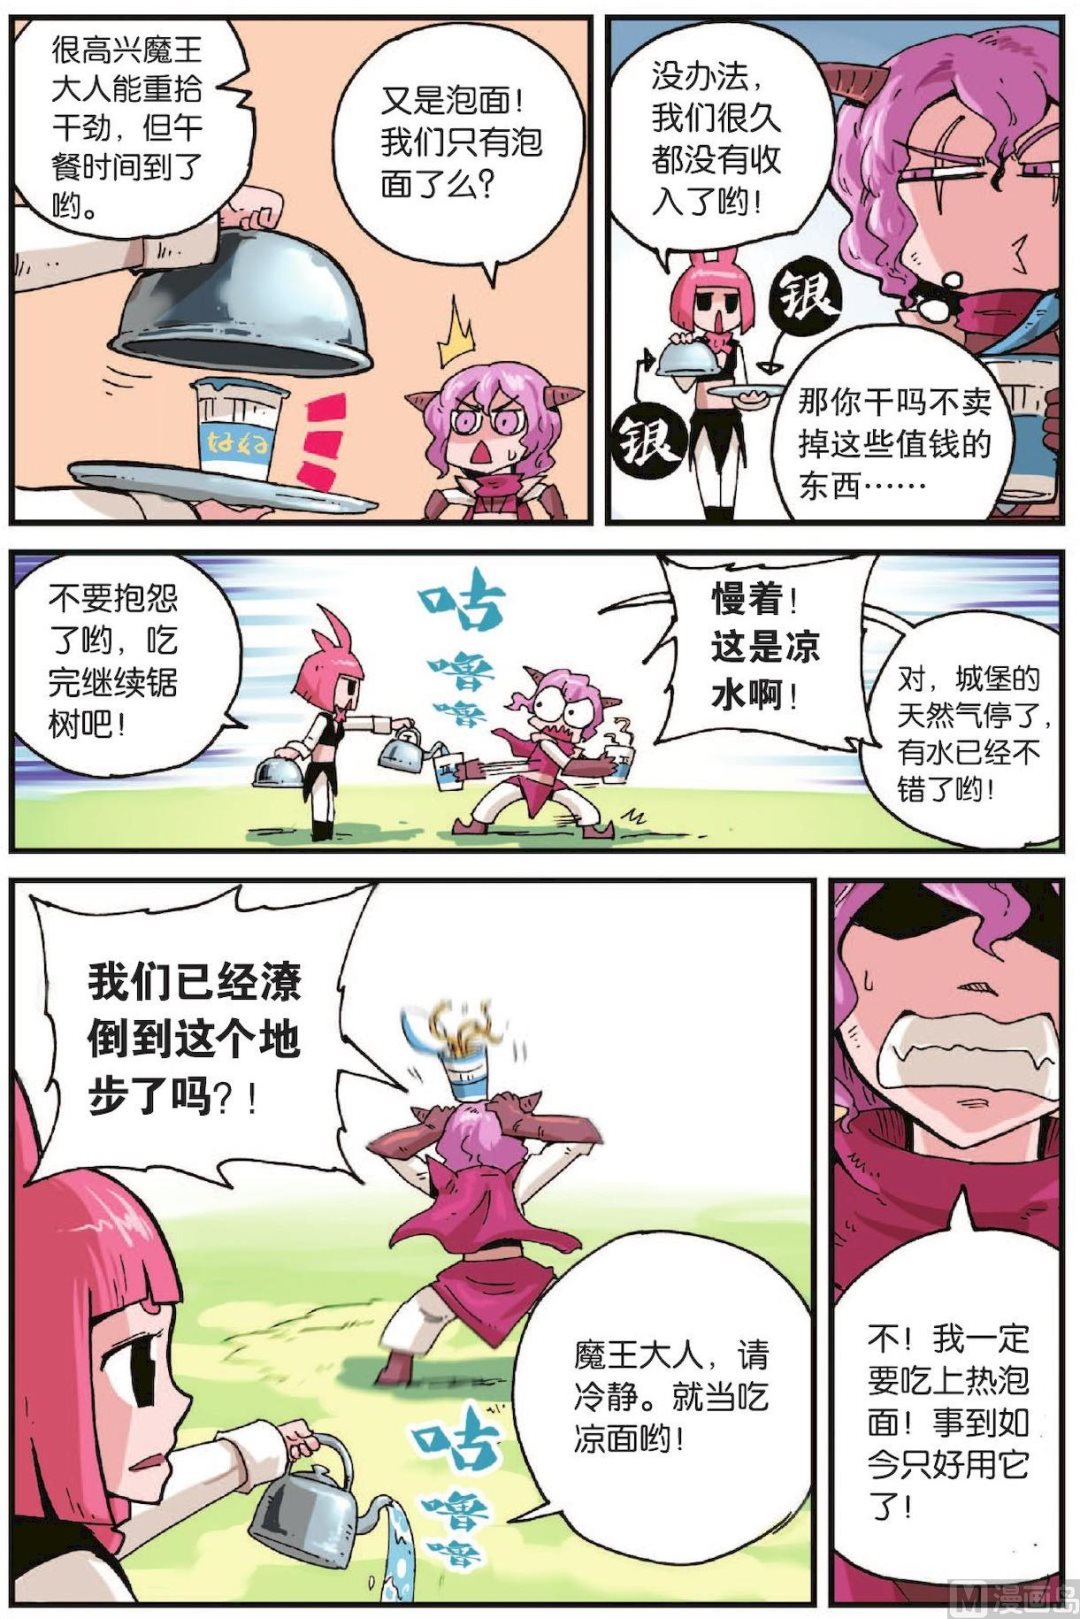 很高兴魔王
大人能重拾
干劲，但午
餐时间到了
哟。
又是泡面！
我们只有泡
面了么？
好好
没办法，
我们很久
都没有收
入了哟！
银
银
那你干吗不卖
掉这些值钱的
东西……
不要抱怨
了哟，吃
完继续锯
树吧！
咕
噜
噜
慢着！
这是凉
水啊！
对，城堡的
天然气停了，
有水已经不
错了哟！
我们已经潦
倒到这个地
步了吗？！
魔王大人，请
冷静。就当吃
凉面哟！
咕
噜
噜
不！我一定
要吃上热泡
面！事到如
今只好用它
了！
漫画岛